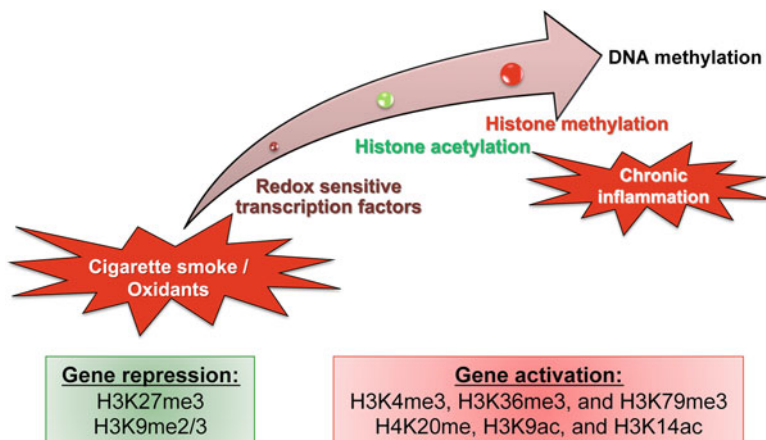 DNA methylation
Histone methylation
Histone acetylation
Redox sensitive
transcription factors
Chronic
inflammation
Cigarette smoke /
Oxidants
Gene repression:
H3K27me3
H3K9me2/3
Gene activation:
H3K4me3, H3K36me3, and H3K79me3
H4K20me, H3K9ac, and H3K14ac